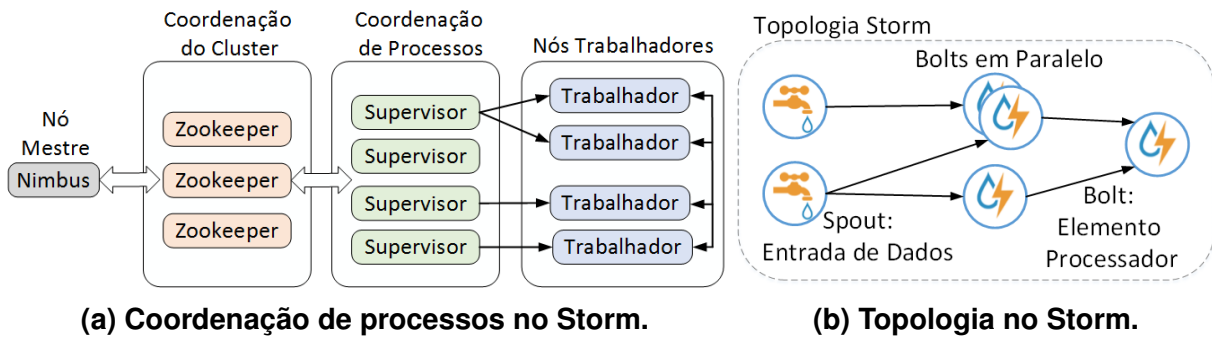 Coordenação
do Cluster
Coordenação
de Processos
Nós Trabalhadores
Nó
Mestre
Nimbus
Zookeeper
Zookeeper
Zookeeper
Supervisor
Supervisor
Supervisor
Supervisor
Trabalhador
Trabalhador
Trabalhador
Trabalhador
(a) Coordenação de processos no Storm.
Topologia Storm
Bolts em Paralelo
Spout:
Entrada de Dados
Bolt:
Elemento
Processador
(b) Topologia no Storm.